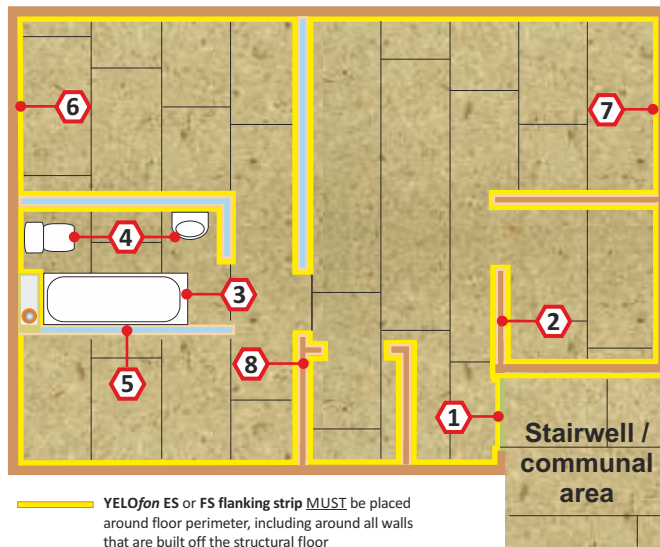 6
7
4
3
2
5
8
1
Stairwell /
communal
area
YELOfon ES or FS flanking strip MUST be placed
around floor perimeter, including around all walls
that are built off the structural floor